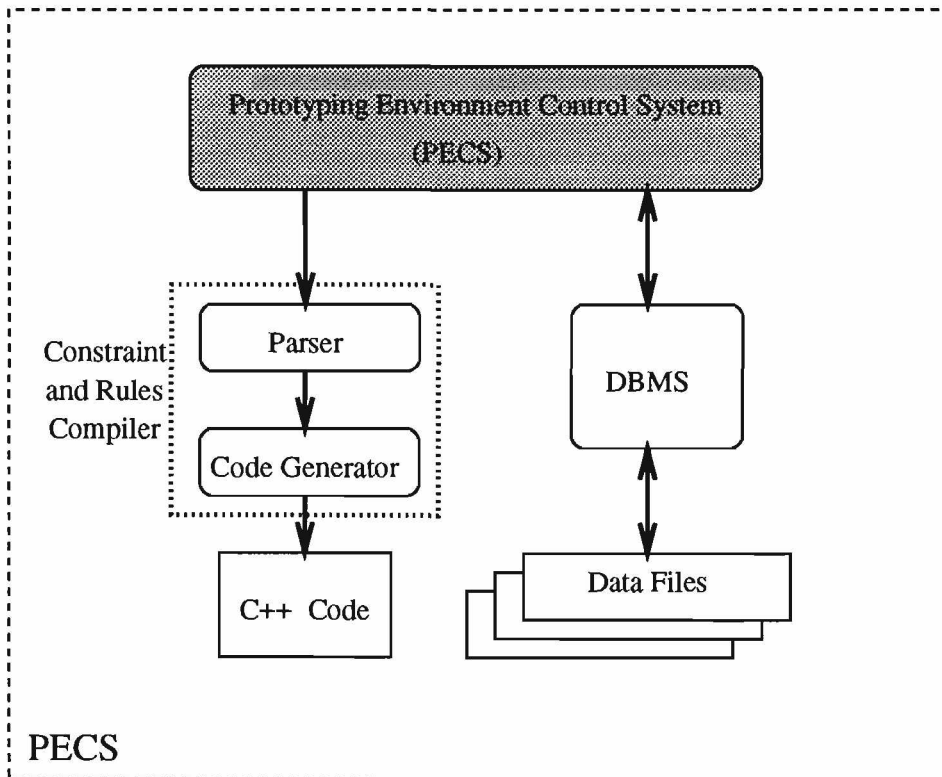 Prototyping Environment Control System
(PECS)
Parser
Constraint
and Rules
Compiler
Code Generator
DBMS
C++ Code
Data Files
PECS